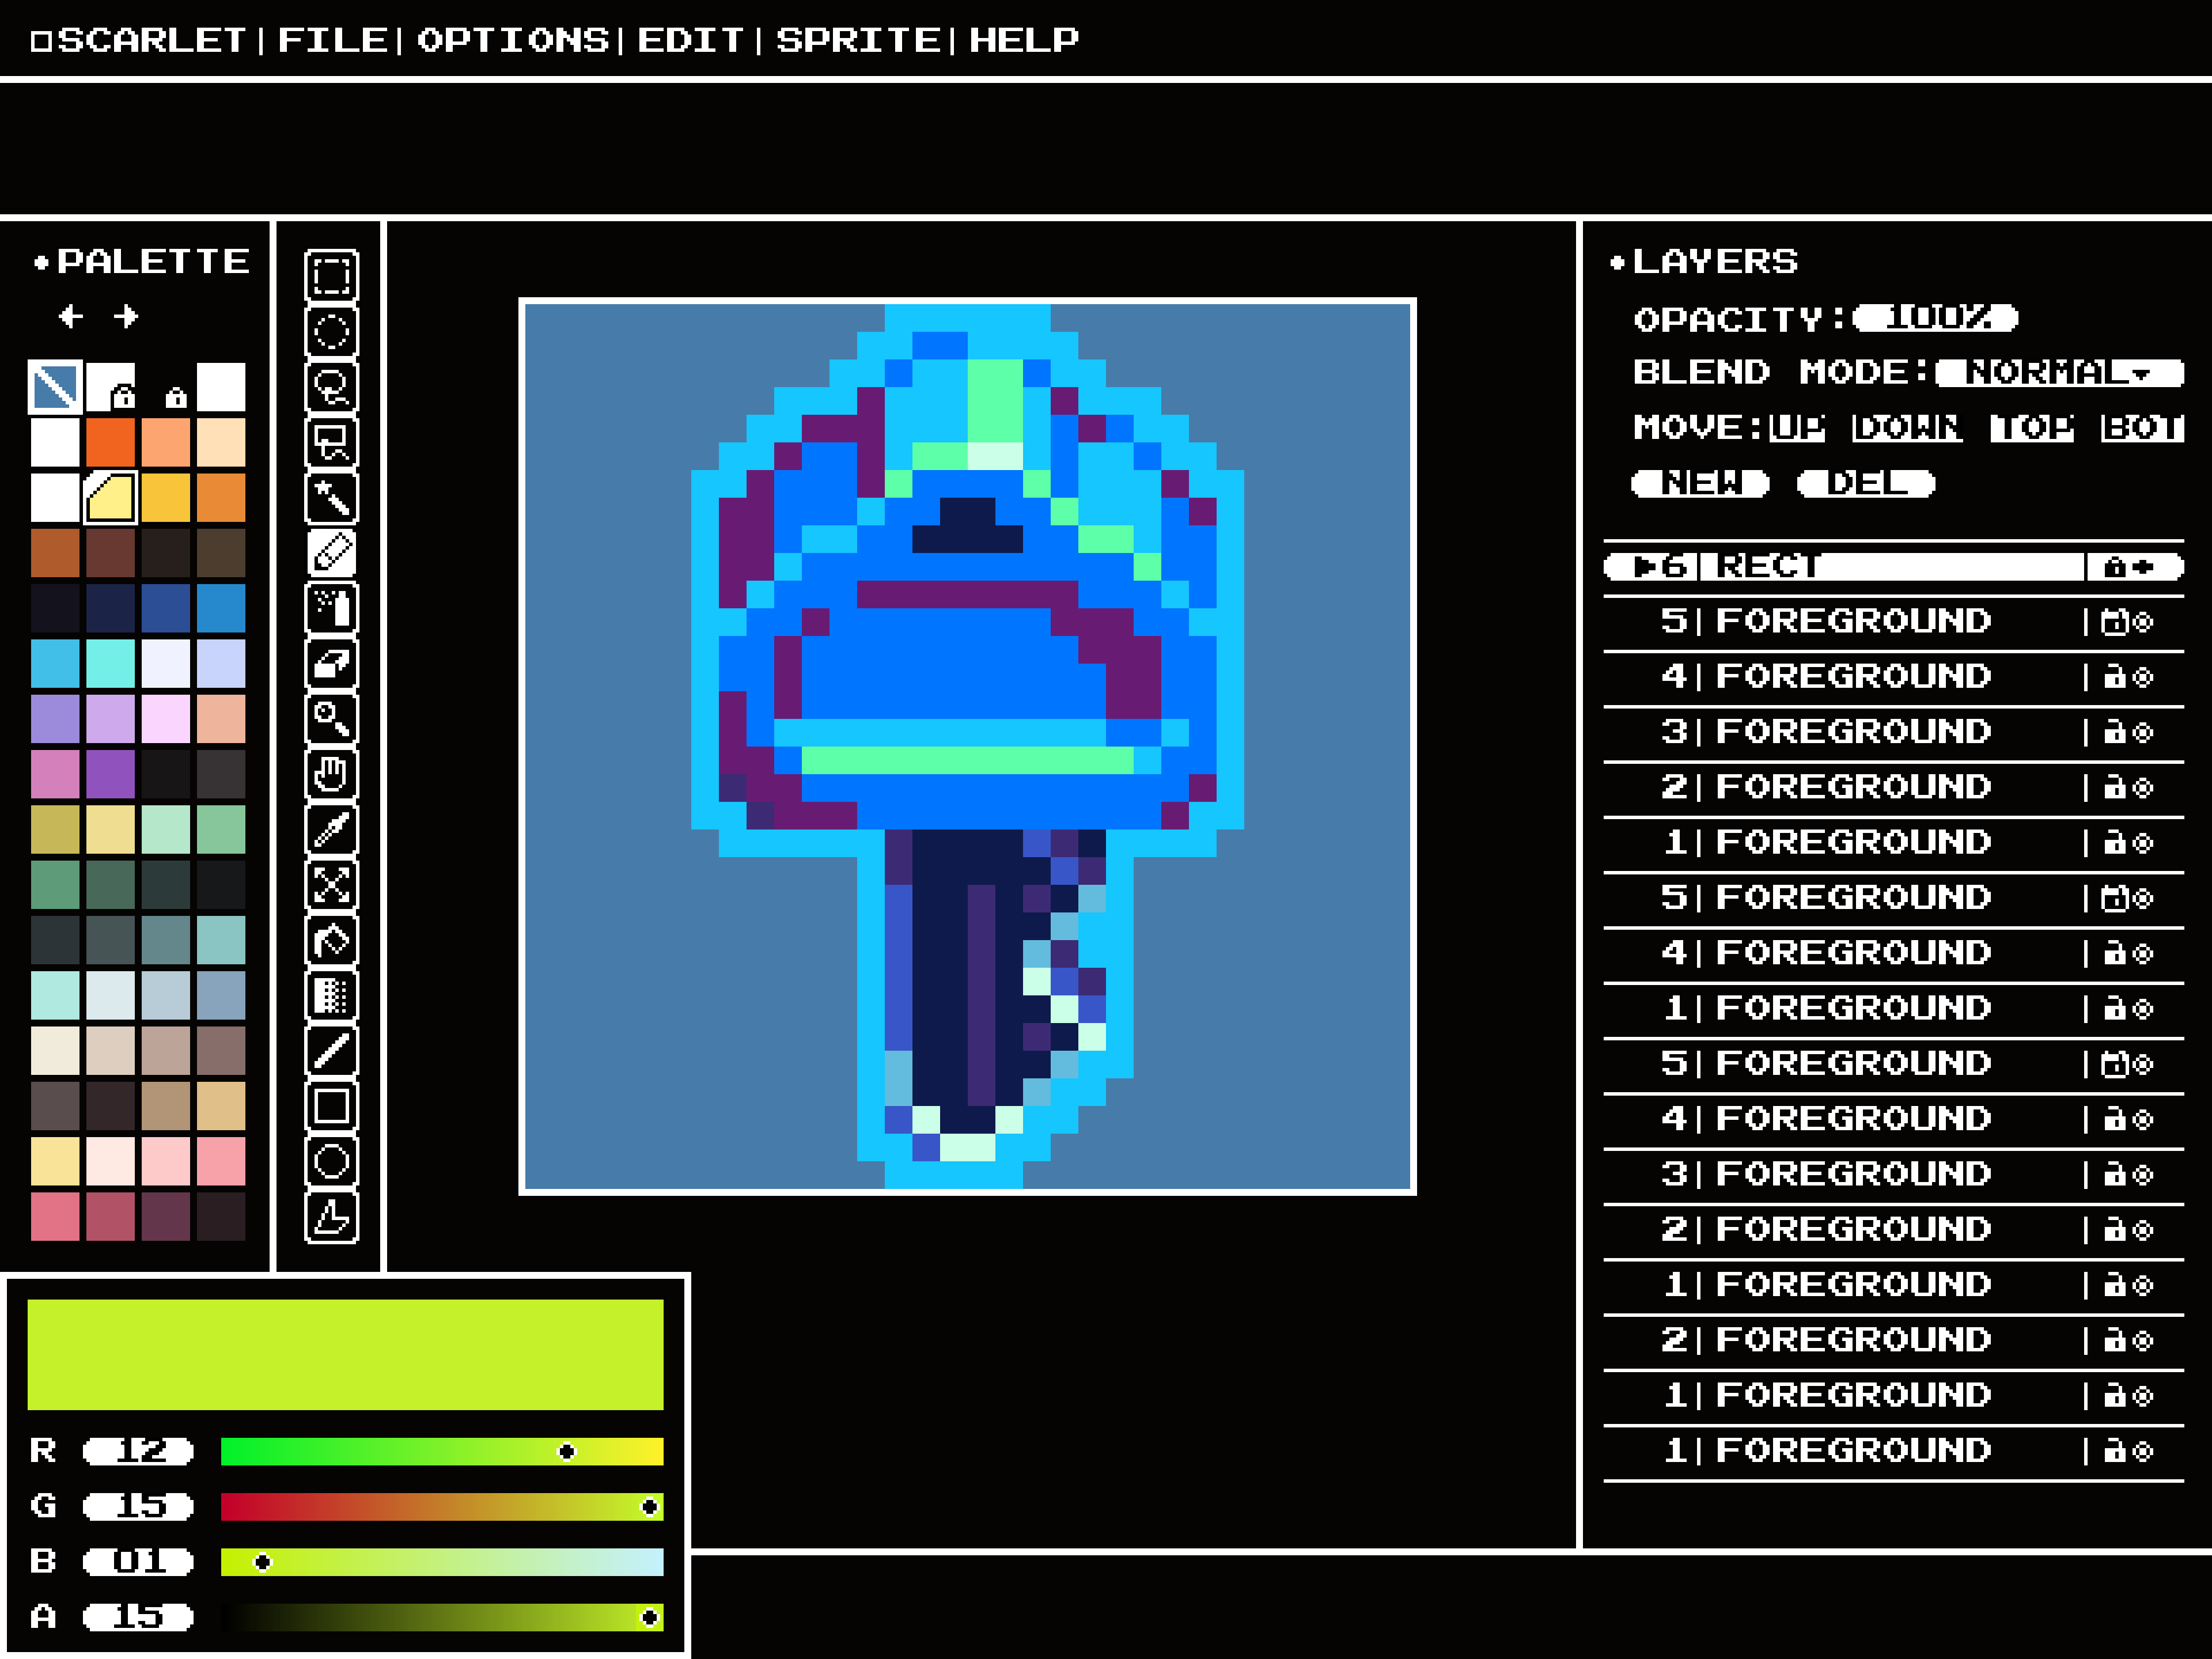 SCARLET|FILE|OPTIONS|EDIT|SPRITE|HELP
•PALETTE
•LAYERS
OPACITY: 100%
BLEND MODE: NORMAL
MOVE: UP DOWN TOP BOT
NEW DEL
6|RECT
5|FOREGROUND
4|FOREGROUND
3|FOREGROUND
2|FOREGROUND
1|FOREGROUND
5|FOREGROUND
4|FOREGROUND
1|FOREGROUND
5|FOREGROUND
4|FOREGROUND
3|FOREGROUND
2|FOREGROUND
1|FOREGROUND
2|FOREGROUND
1|FOREGROUND
1|FOREGROUND
R 12
G 15
B 01
A 15